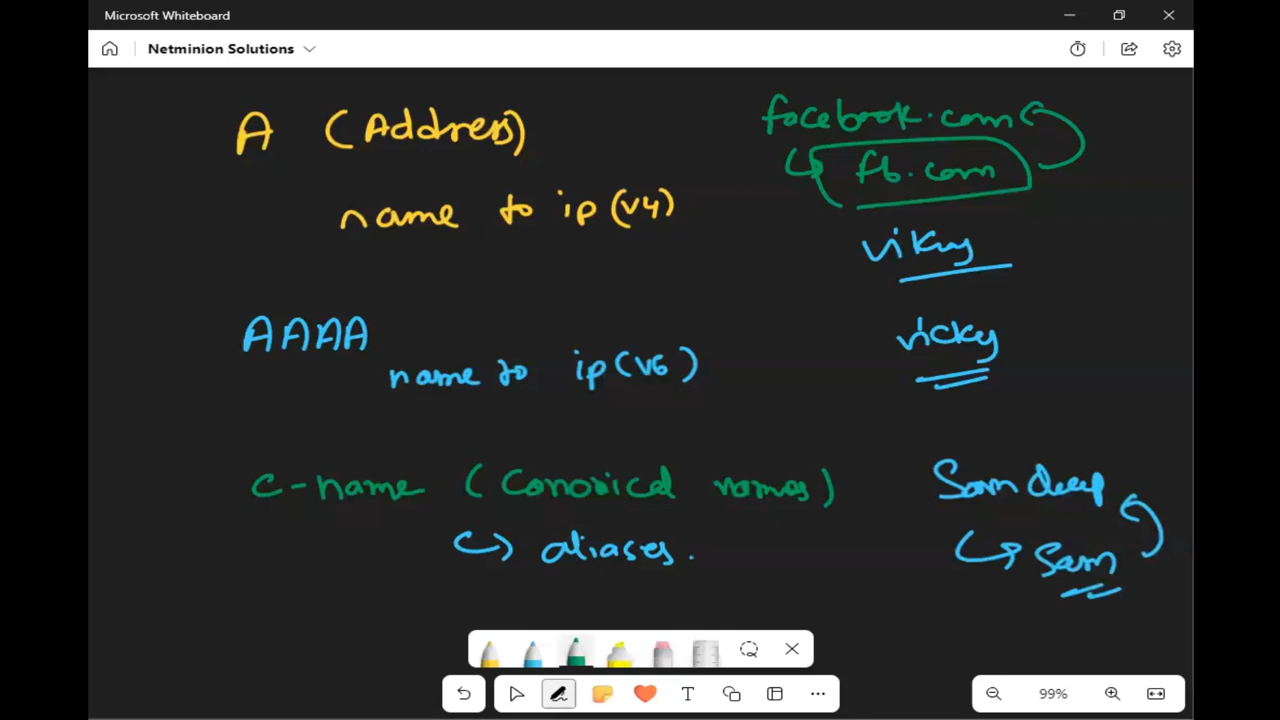 Microsoft Whiteboard
Netminion Solutions
A (Address)
name to ip (v4)
facebook.com
fb.com
viky
AAAA
name to ip (v6)
vicky
c-name (Canonical names)
aliases.
Samdeep
Sam
99%